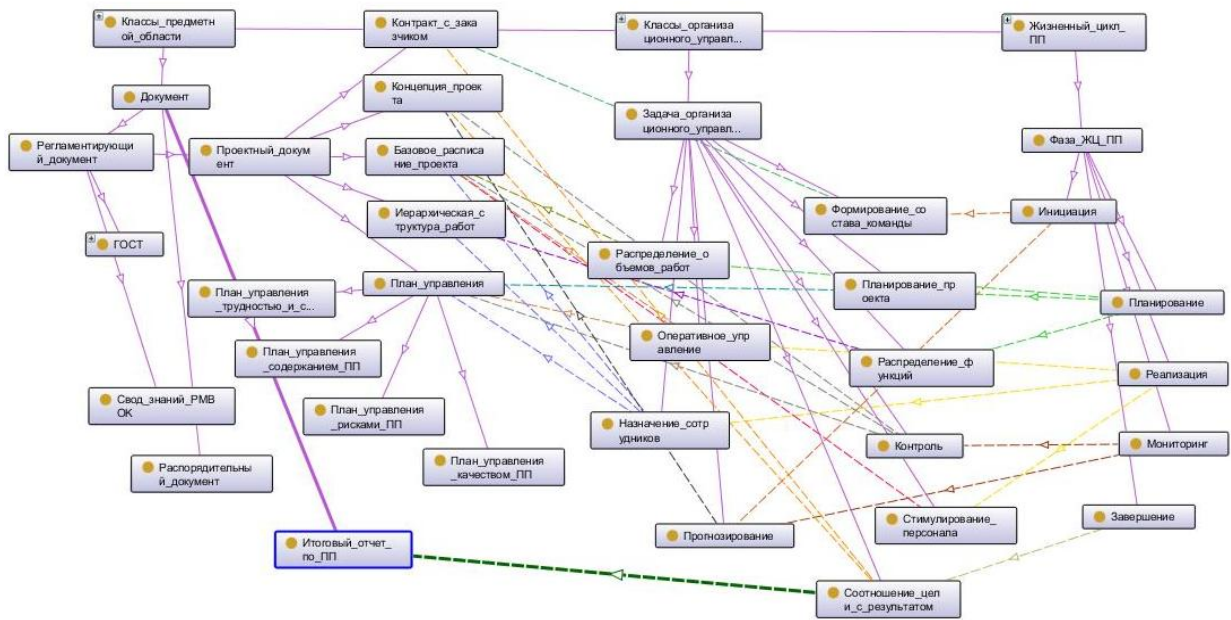 Классы_предметн
ой_области
Контракт_с_зака
зчиком
Классы_организа
ционного_управл...
Жизненный_цикл_
ПП
Документ
Концепция_проек
та
Задача_организа
ционного_управл...
Регламентирующи
й_документ
Проектный_докум
ент
Базовое_расписа
ние_проекта
Фаза_ЖЦ_ПП
Иерархическая_с
труктура_работ
Формирование_со
става_команды
Инициация
ГОСТ
Распределение_о
бъемов_работ
План_управления
_трудностью_и_с...
План_управления
Планирование_пр
оекта
Планирование
План_управления
_содержанием_ПП
Оперативное_упр
авление
Распределение_ф
ункций
Реализация
Свод_знаний_PMB
OK
План_управления
_рисками_ПП
Назначение_сотр
удников
Контроль
Мониторинг
Распорядительны
й_документ
План_управления
_качеством_ПП
Итоговый_отчет_
по_ПП
Прогнозирование
Стимулирование_
персонала
Завершение
Соотношение_цел
и_с_результатом